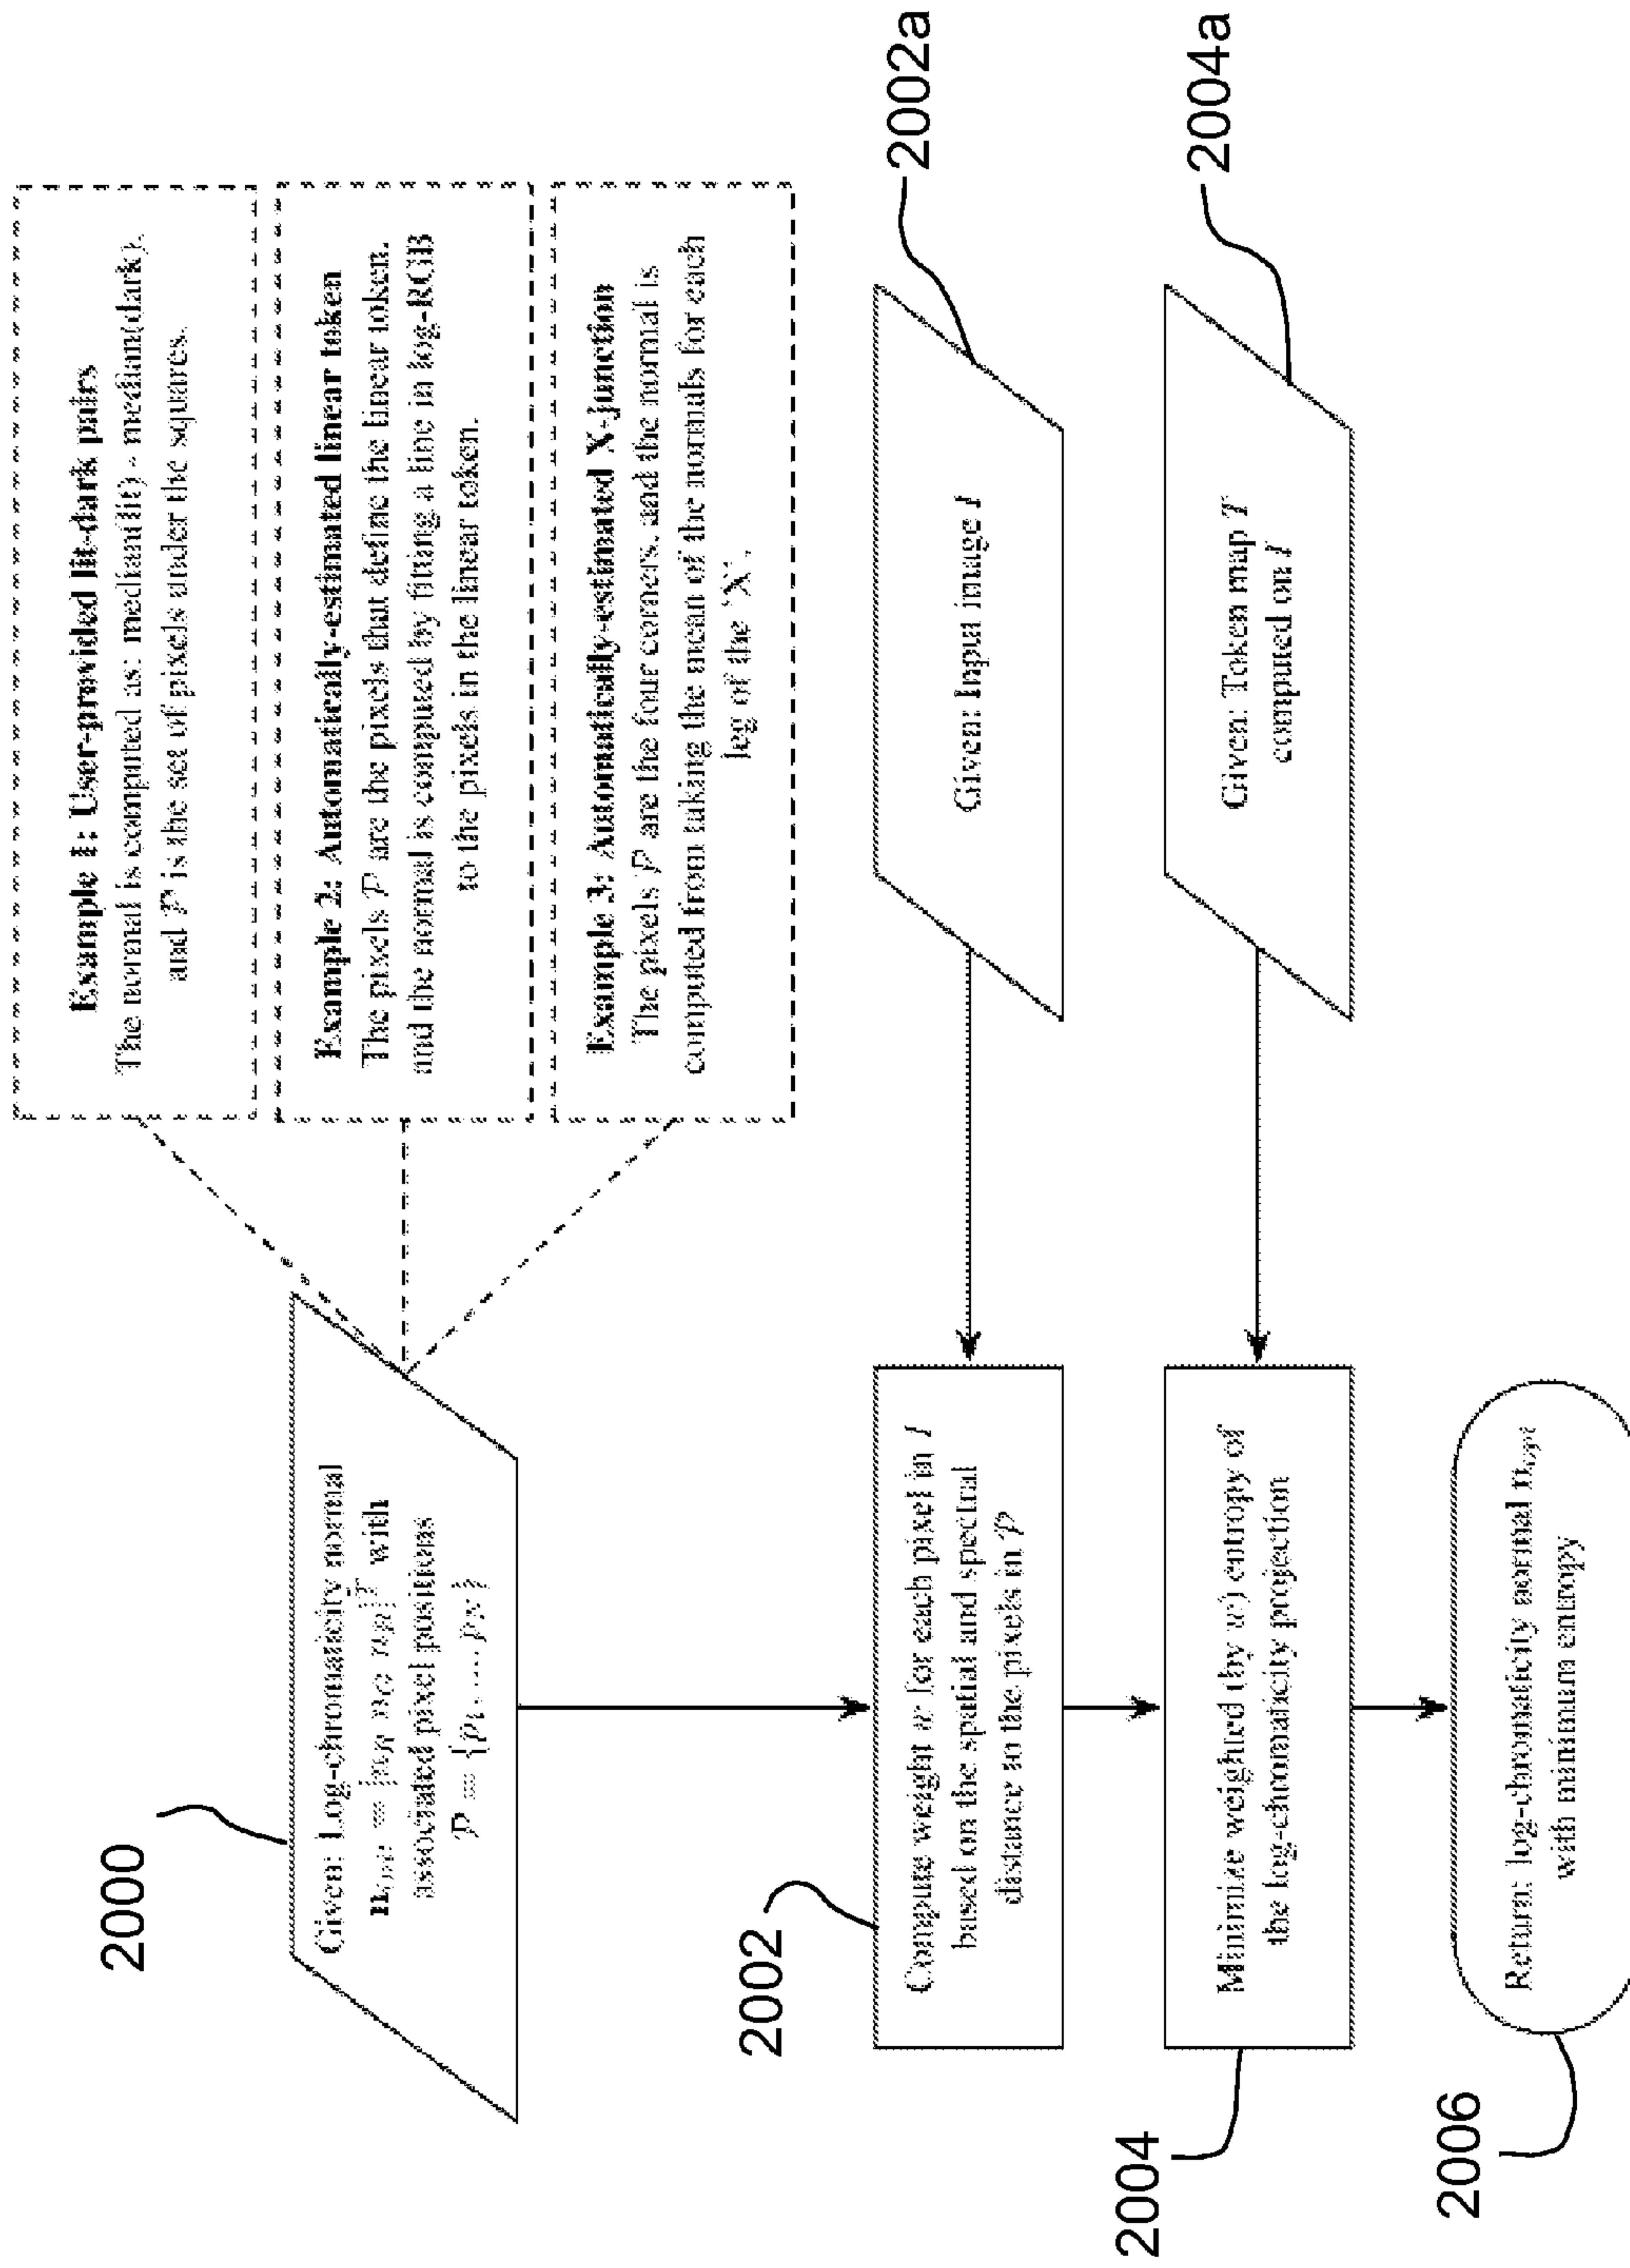 2000
Given: Log-chromaticity normal
= [n_R n_G n_B]^T with
associated pixel positions
P = {p_1, ..., p_N}
Example 1: User-provided lit-dark pairs
The normal is computed as: median(lit) - median(dark),
and P is the set of pixels under the squares.
Example 2: Automatically-estimated linear token
The pixels P are the pixels that define the linear token,
and the normal is computed by fitting a line in log-RGB
to the pixels in the linear token.
Example 3: Automatically-estimated X-junction
The pixels P are the four corners, and the normal is
computed from taking the mean of the normals for each
leg of the 'X'.
2002
Compute weight w for each pixel in I
based on the spatial and spectral
distance to the pixels in P
Given: Input image I
2002a
2004
Minimize weighted (by w) entropy of
the log-chromaticity projection
Given: Token map T
computed on I
2004a
2006
Return: log-chromaticity normal n_opt
with minimum entropy